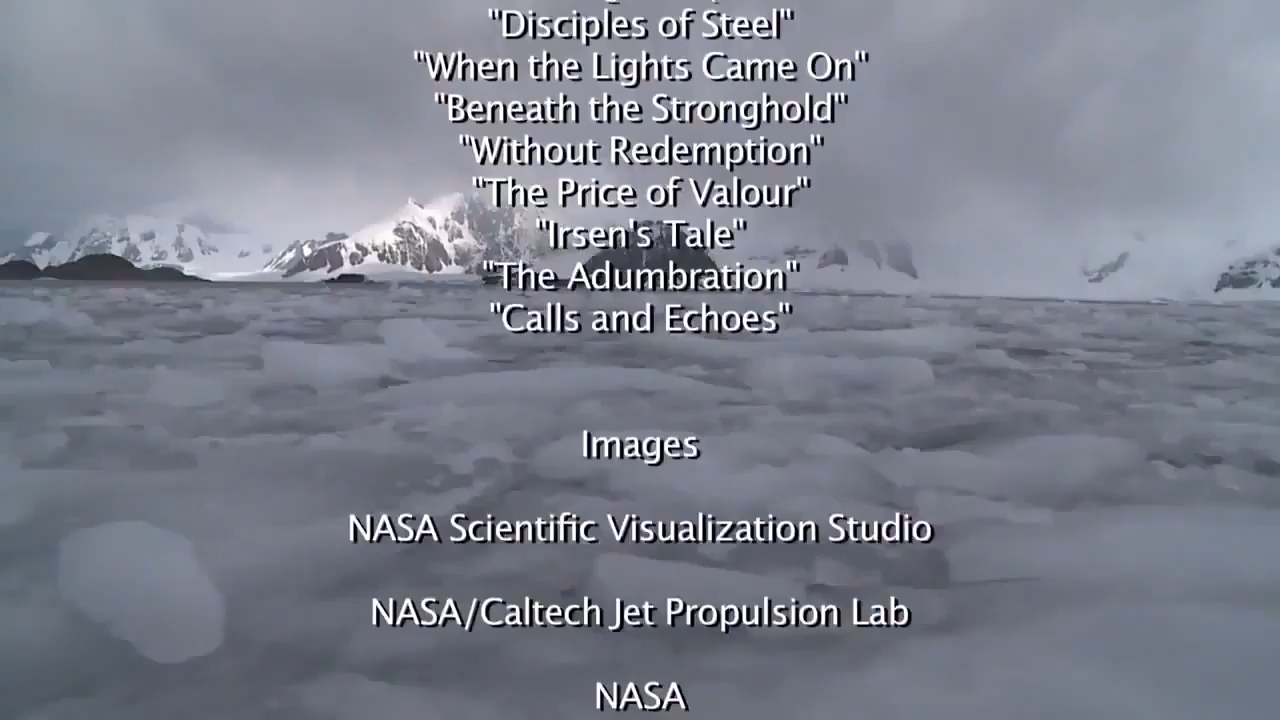 "Disciples of Steel"
"When the Lights Came On"
"Beneath the Stronghold"
"Without Redemption"
"The Price of Valour"
"Irsen's Tale"
"The Adumbration"
"Calls and Echoes"
Images
NASA Scientific Visualization Studio
NASA/Caltech Jet Propulsion Lab
NASA